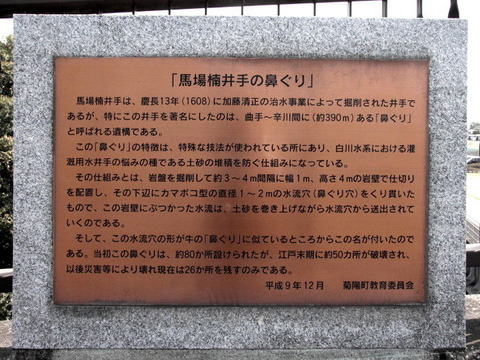 「馬場楠井手の鼻ぐり」
馬場楠井手は、慶長13年(1608)に加藤清正の治水事業によって掘削された井手で
あるが、特にこの井手を著名にしたのは、曲手〜辛川間に(約390m)ある「鼻ぐり」
と呼ばれる遺構である。
この「鼻ぐり」の特徴は、特殊な技法が使われている所にあり、白川水系における灌
漑用水井手の悩みの種である土砂の堆積を防ぐ仕組みになっている。
その仕組みとは、岩盤を掘削して約3〜4m間隔に幅1m、高さ4mの岩壁で仕切り
を配置し、その下辺にカマボコ型の直径1〜2mの水流穴(鼻ぐり穴)をくり貫いた
もので、この岩壁にぶつかった水流は、土砂を巻き上げながら水流穴から送出されて
いくのである。
そして、この水流穴の形が牛の「鼻ぐり」に似ているところからこの名が付いたので
ある。当初この鼻ぐりは、約80か所設けられたが、江戸末期に約50カ所が破壊され、
以後災害等により壊れ現在は26か所を残すのみである。
平成9年12月 菊陽町教育委員会